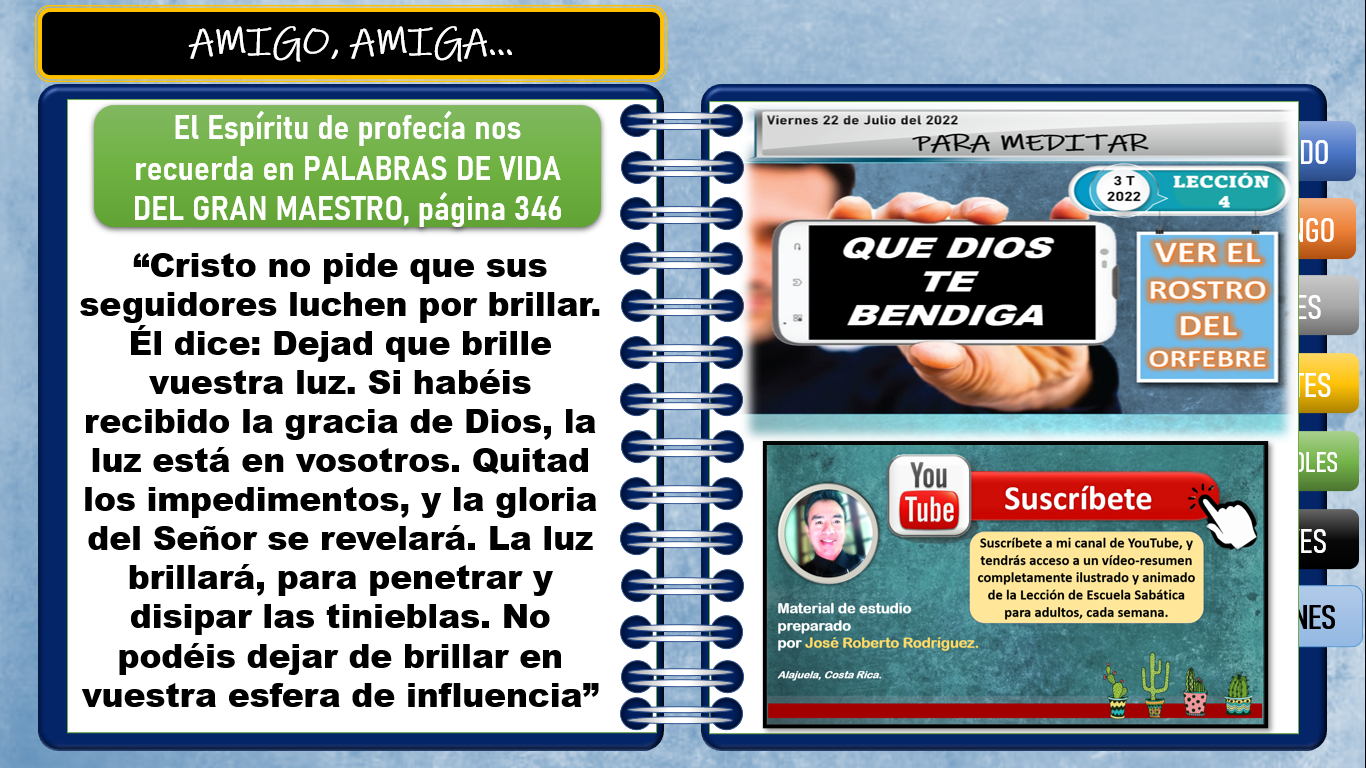 AMIGO, AMIGA...
El Espíritu de profecía nos
recuerda en PALABRAS DE VIDA
DEL GRAN MAESTRO, página 346
“Cristo no pide que sus
seguidores luchen por brillar.
Él dice: Dejad que brille
vuestra luz. Si habéis
recibido la gracia de Dios, la
luz está en vosotros. Quitad
los impedimentos, y la gloria
del Señor se revelará. La luz
brillará, para penetrar y
disipar las tinieblas. No
podéis dejar de brillar en
vuestra esfera de influencia”
Viernes 22 de Julio del 2022
PARA MEDITAR
3 T
2022
LECCIÓN
4
QUE DIOS
TE
BENDIGA
VER EL
ROSTRO
DEL
ORFEBRE
You
Tube
Suscríbete
Suscríbete a mi canal de YouTube, y
tendrás acceso a un vídeo-resumen
completamente ilustrado y animado
de la Lección de Escuela Sabática
para adultos, cada semana.
Material de estudio
preparado
por José Roberto Rodríguez.
Alajuela, Costa Rica.
DO
NGO
ES
TES
OLES
ES
NES